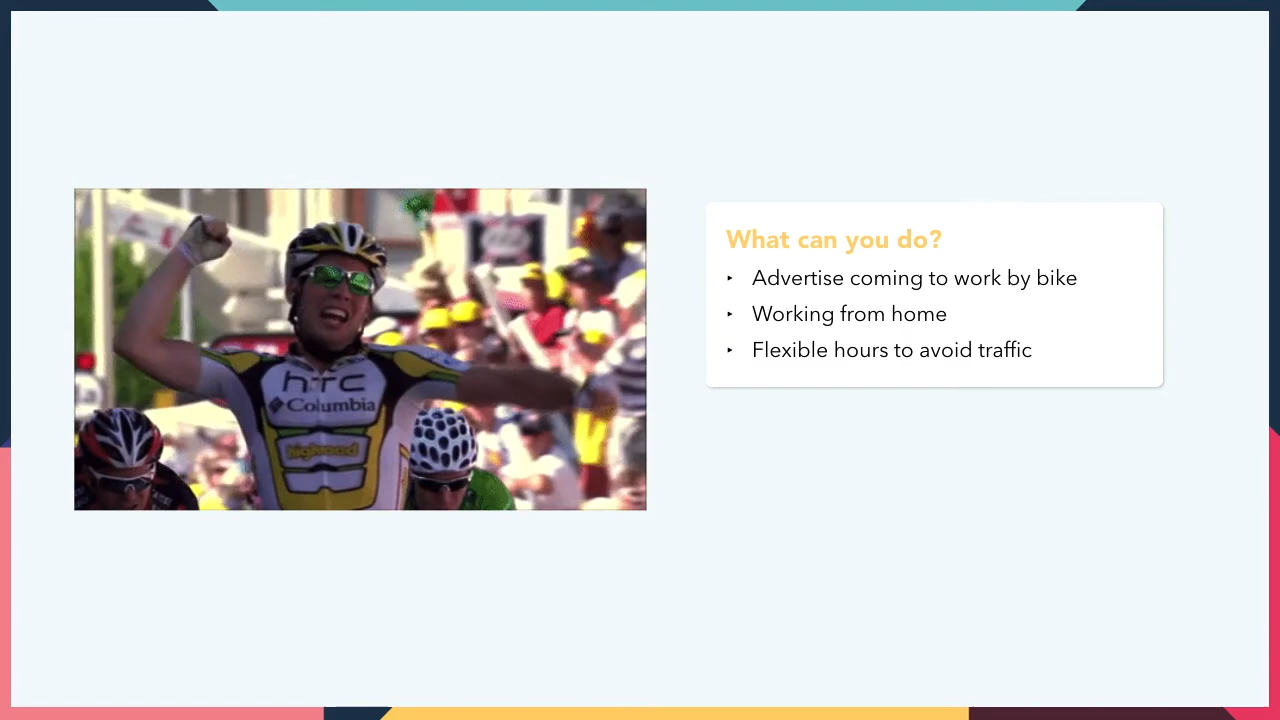 hTC
Columbia
highroad
What can you do?
‣ Advertise coming to work by bike
‣ Working from home
‣ Flexible hours to avoid traffic